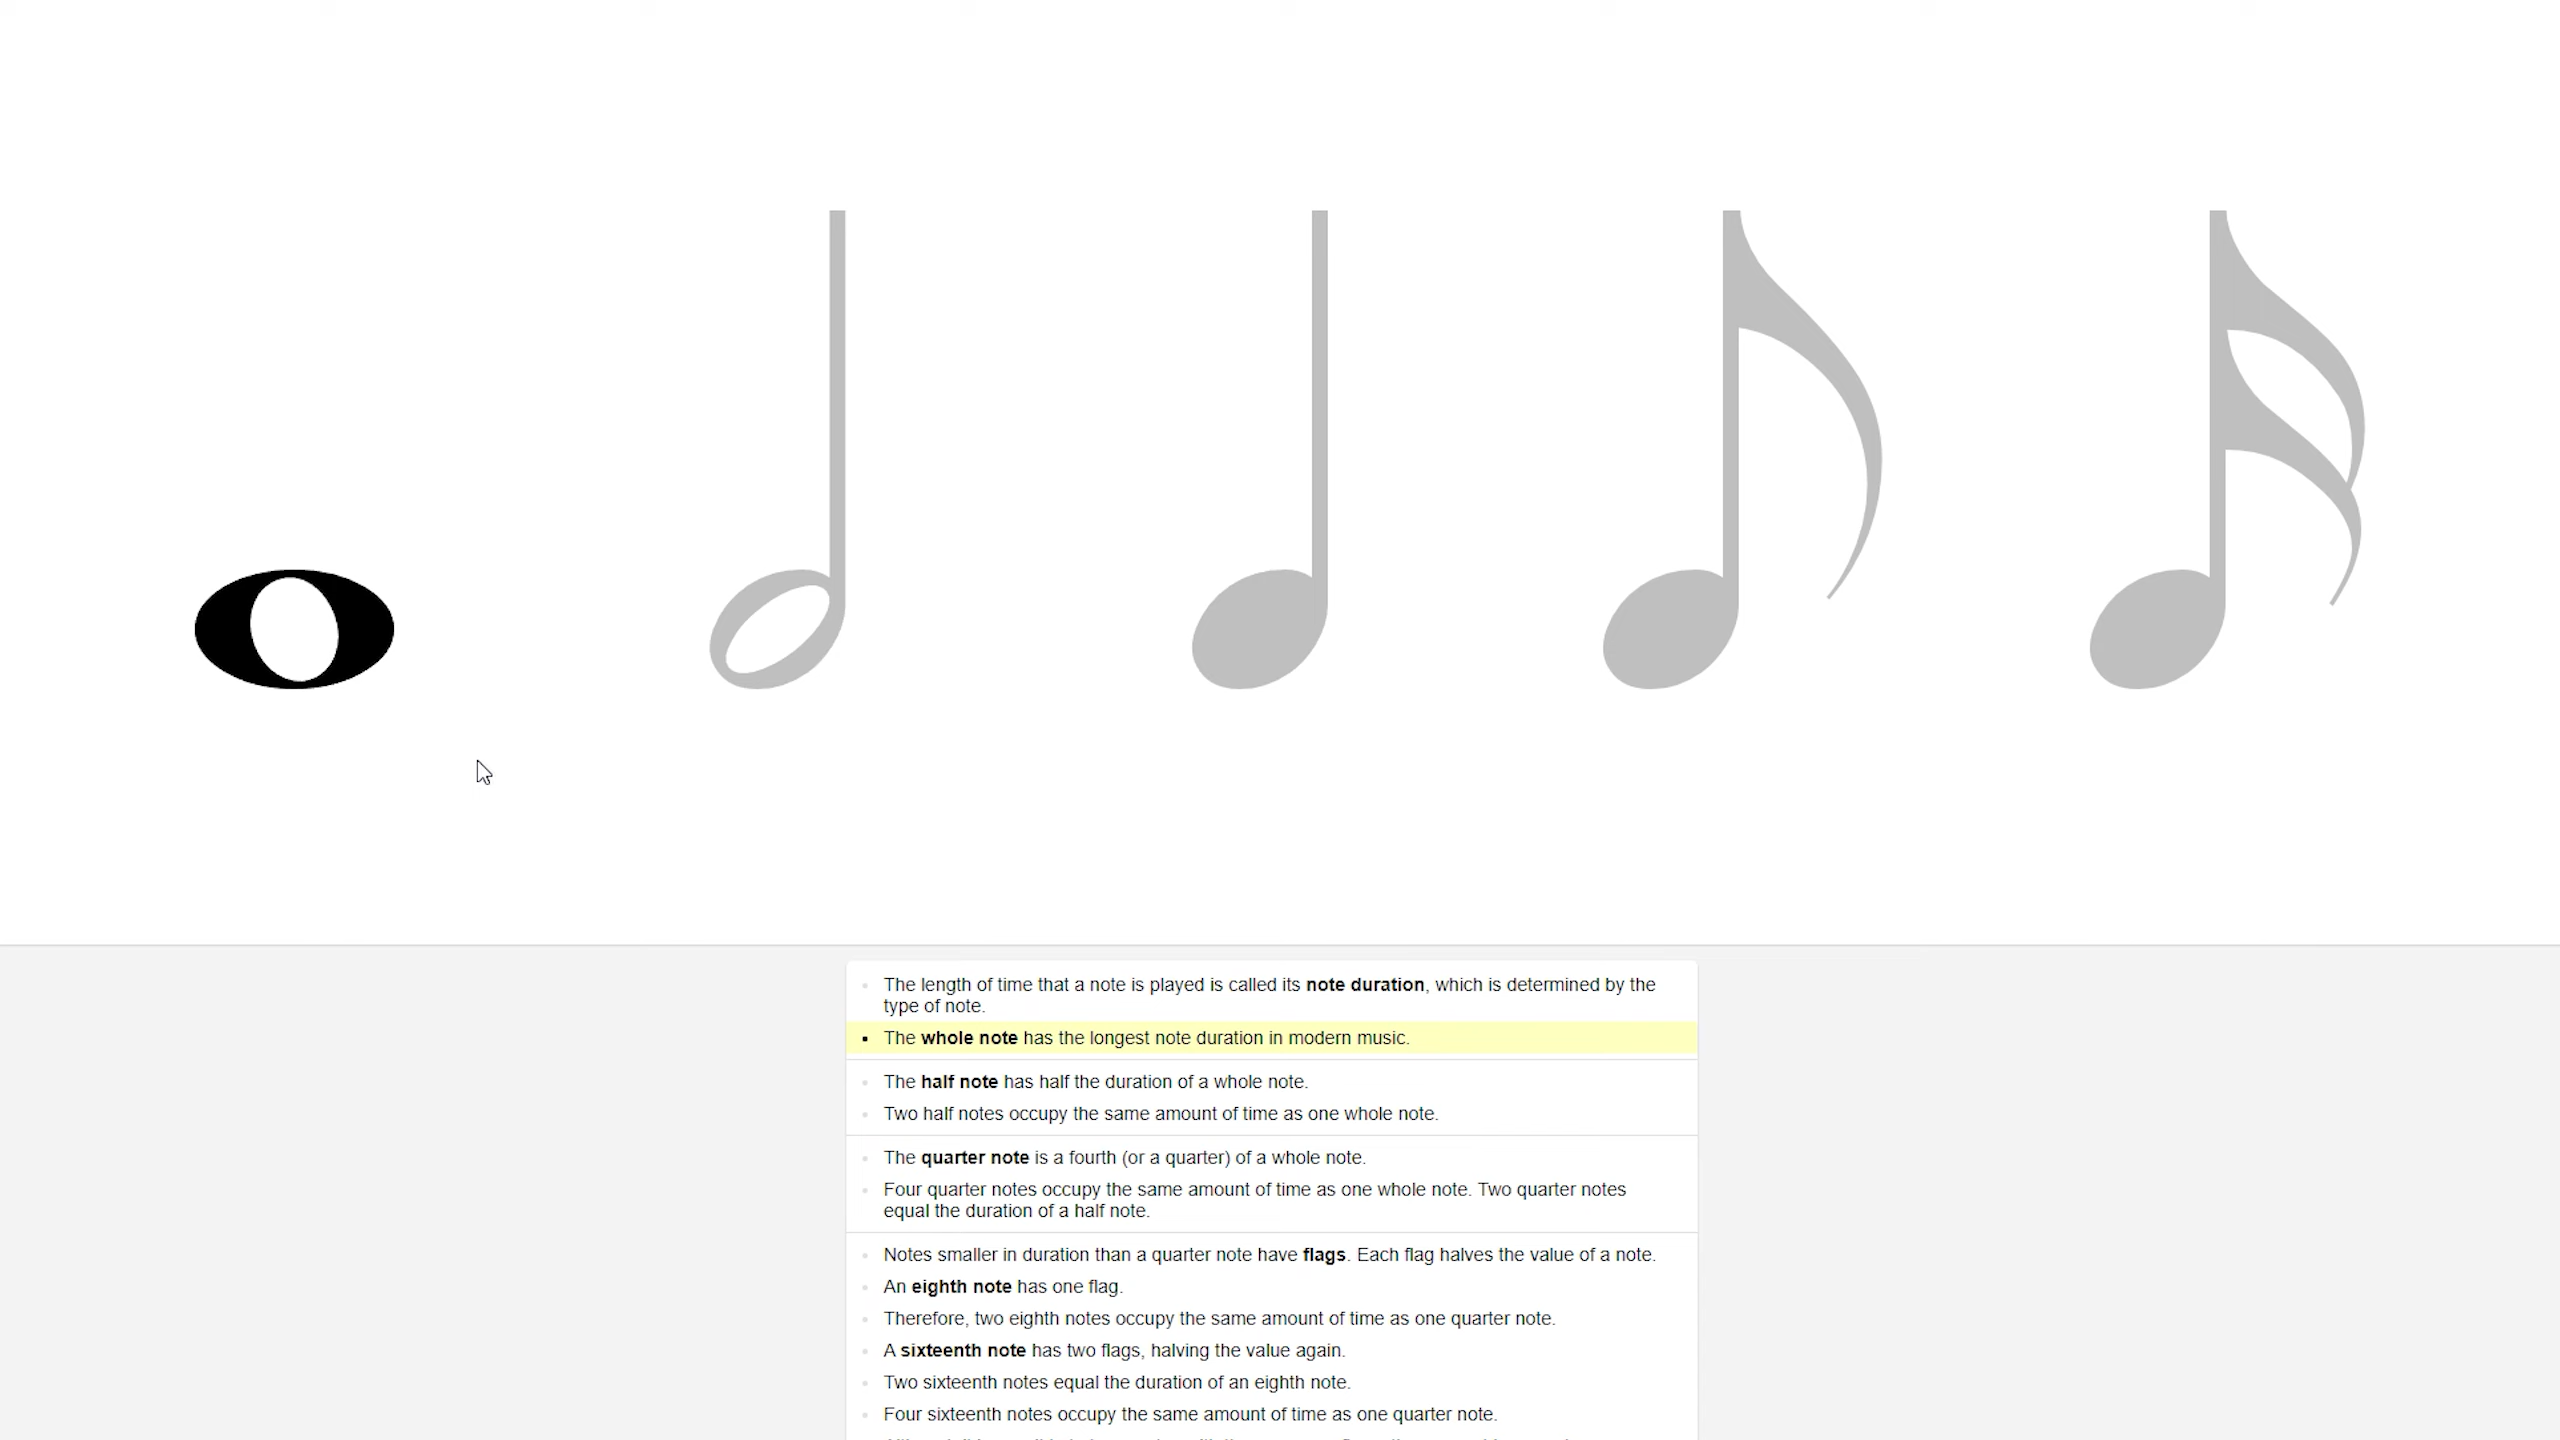 The length of time that a note is played is called its note duration, which is determined by the
type of note.
The whole note has the longest note duration in modern music.
The half note has half the duration of a whole note.
Two half notes occupy the same amount of time as one whole note.
The quarter note is a fourth (or a quarter) of a whole note.
Four quarter notes occupy the same amount of time as one whole note. Two quarter notes
equal the duration of a half note.
Notes smaller in duration than a quarter note have flags. Each flag halves the value of a note.
An eighth note has one flag.
Therefore, two eighth notes occupy the same amount of time as one quarter note.
A sixteenth note has two flags, halving the value again.
Two sixteenth notes equal the duration of an eighth note.
Four sixteenth notes occupy the same amount of time as one quarter note.